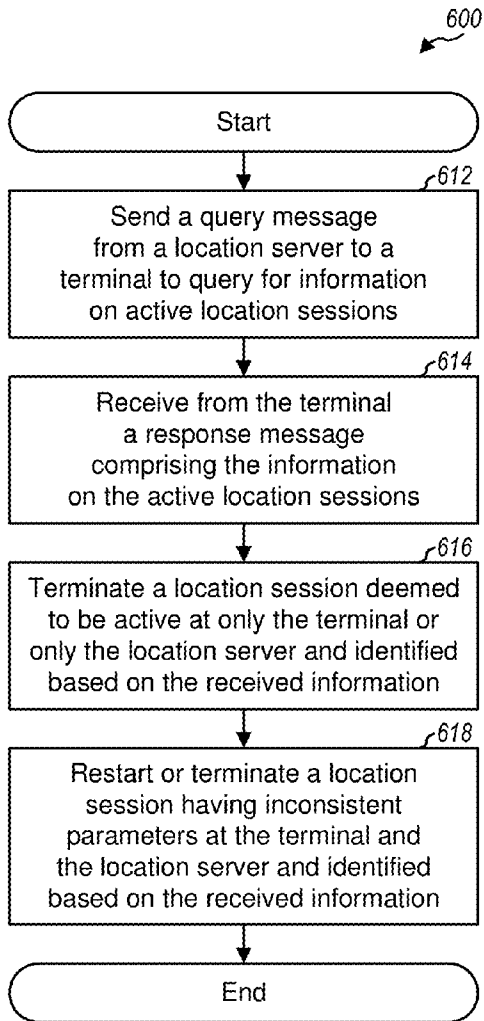 600
Start
612
Send a query message
from a location server to a
terminal to query for information
on active location sessions
614
Receive from the terminal
a response message
comprising the information
on the active location sessions
616
Terminate a location session deemed
to be active at only the terminal or
only the location server and identified
based on the received information
618
Restart or terminate a location
session having inconsistent
parameters at the terminal and
the location server and identified
based on the received information
End